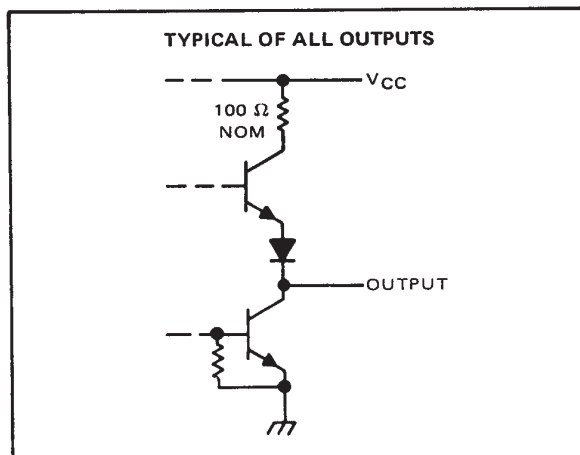 TYPICAL OF ALL OUTPUTS
VCC
100 Ω
NOM
OUTPUT